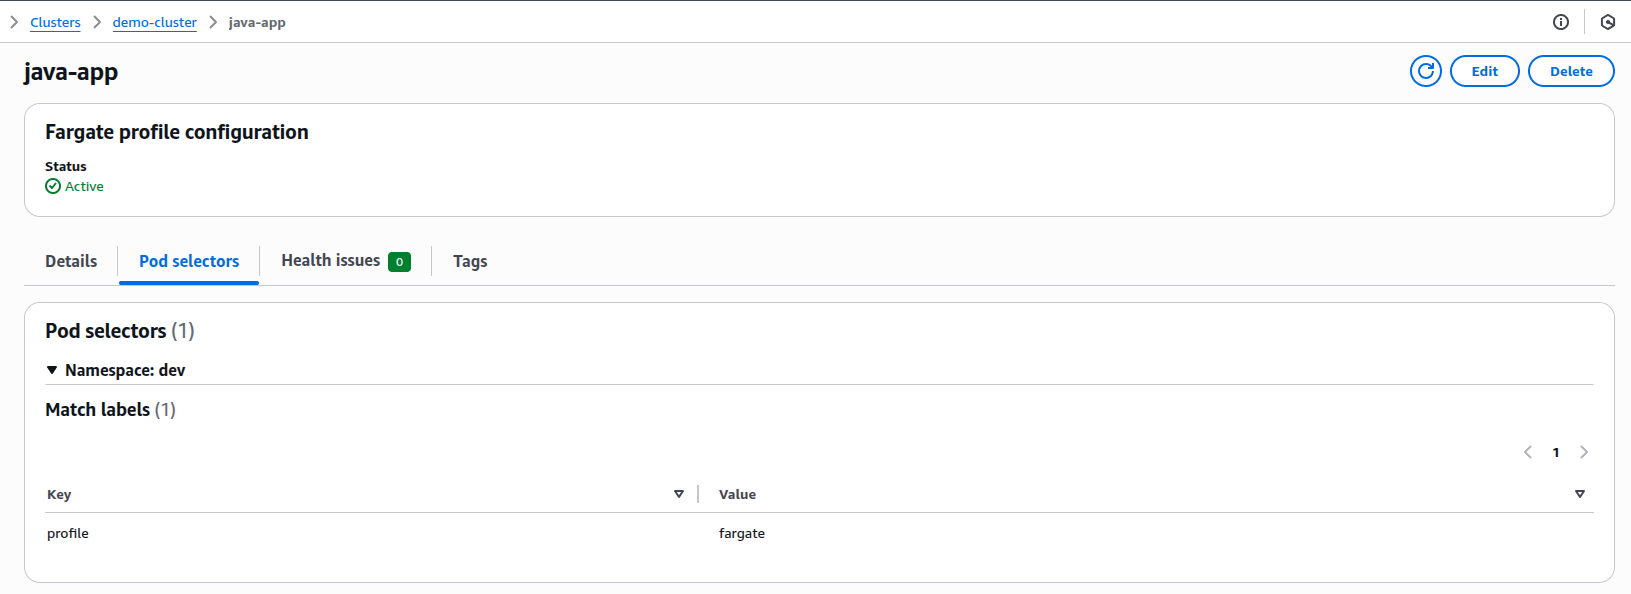 Clusters demo-cluster java-app
java-app
Edit Delete
Fargate profile configuration
Status
Active
Details Pod selectors Health issues 0 Tags
Pod selectors (1)
Namespace: dev
Match labels (1)
1
Key Value
profile fargate